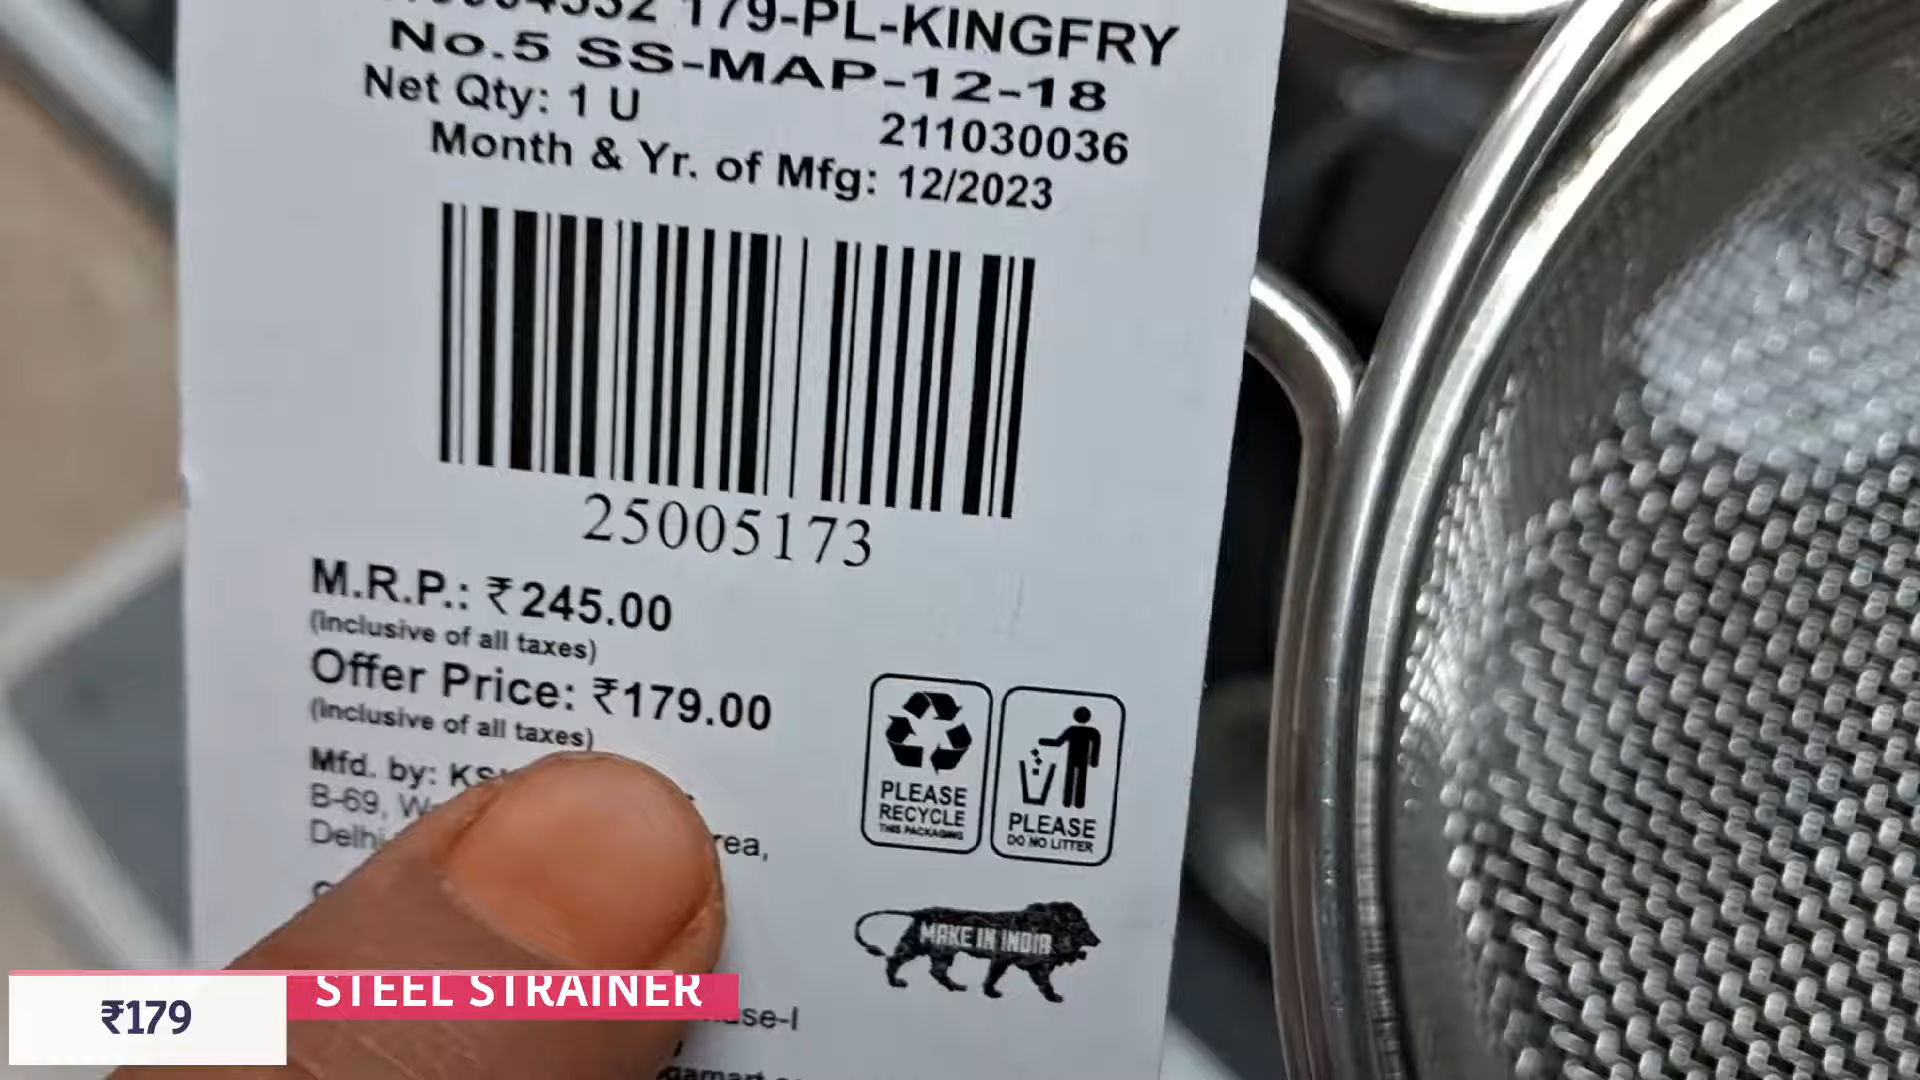 179-PL-KINGFRY
No.5 SS-MAP-12-18
Net Qty: 1 U
211030036
Month & Yr. of Mfg: 12/2023
25005173
M.R.P.: ₹245.00
(Inclusive of all taxes)
Offer Price: ₹179.00
(Inclusive of all taxes)
Mfd. by:
B-69,
Delhi
PLEASE
RECYCLE
THIS PACKAGING
PLEASE
DO NO LITTER
MAKE IN INDIA
STEEL STRAINER
₹179